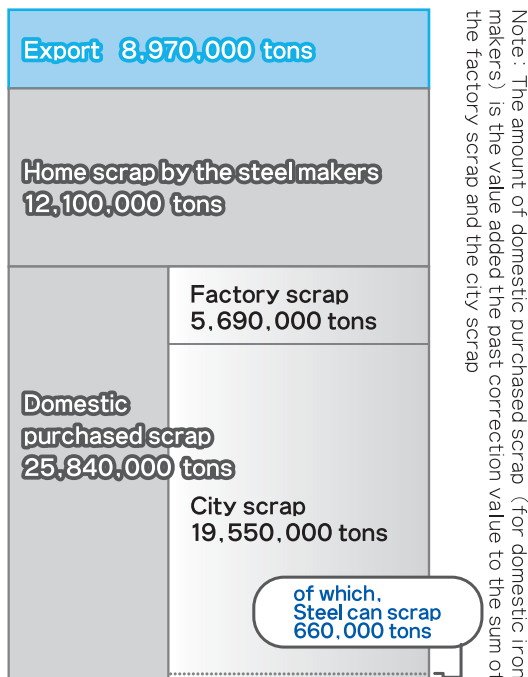 Export 8,970,000 tons
Home scrap by the steel makers
12,100,000 tons
Factory scrap
5,690,000 tons
Domestic
purchased scrap
25,840,000 tons
City scrap
19,550,000 tons
of which,
Steel can scrap
660,000 tons
Note: The amount of domestic purchased scrap (for domestic iron
makers) is the value added the past correction value to the sum of
the factory scrap and the city scrap